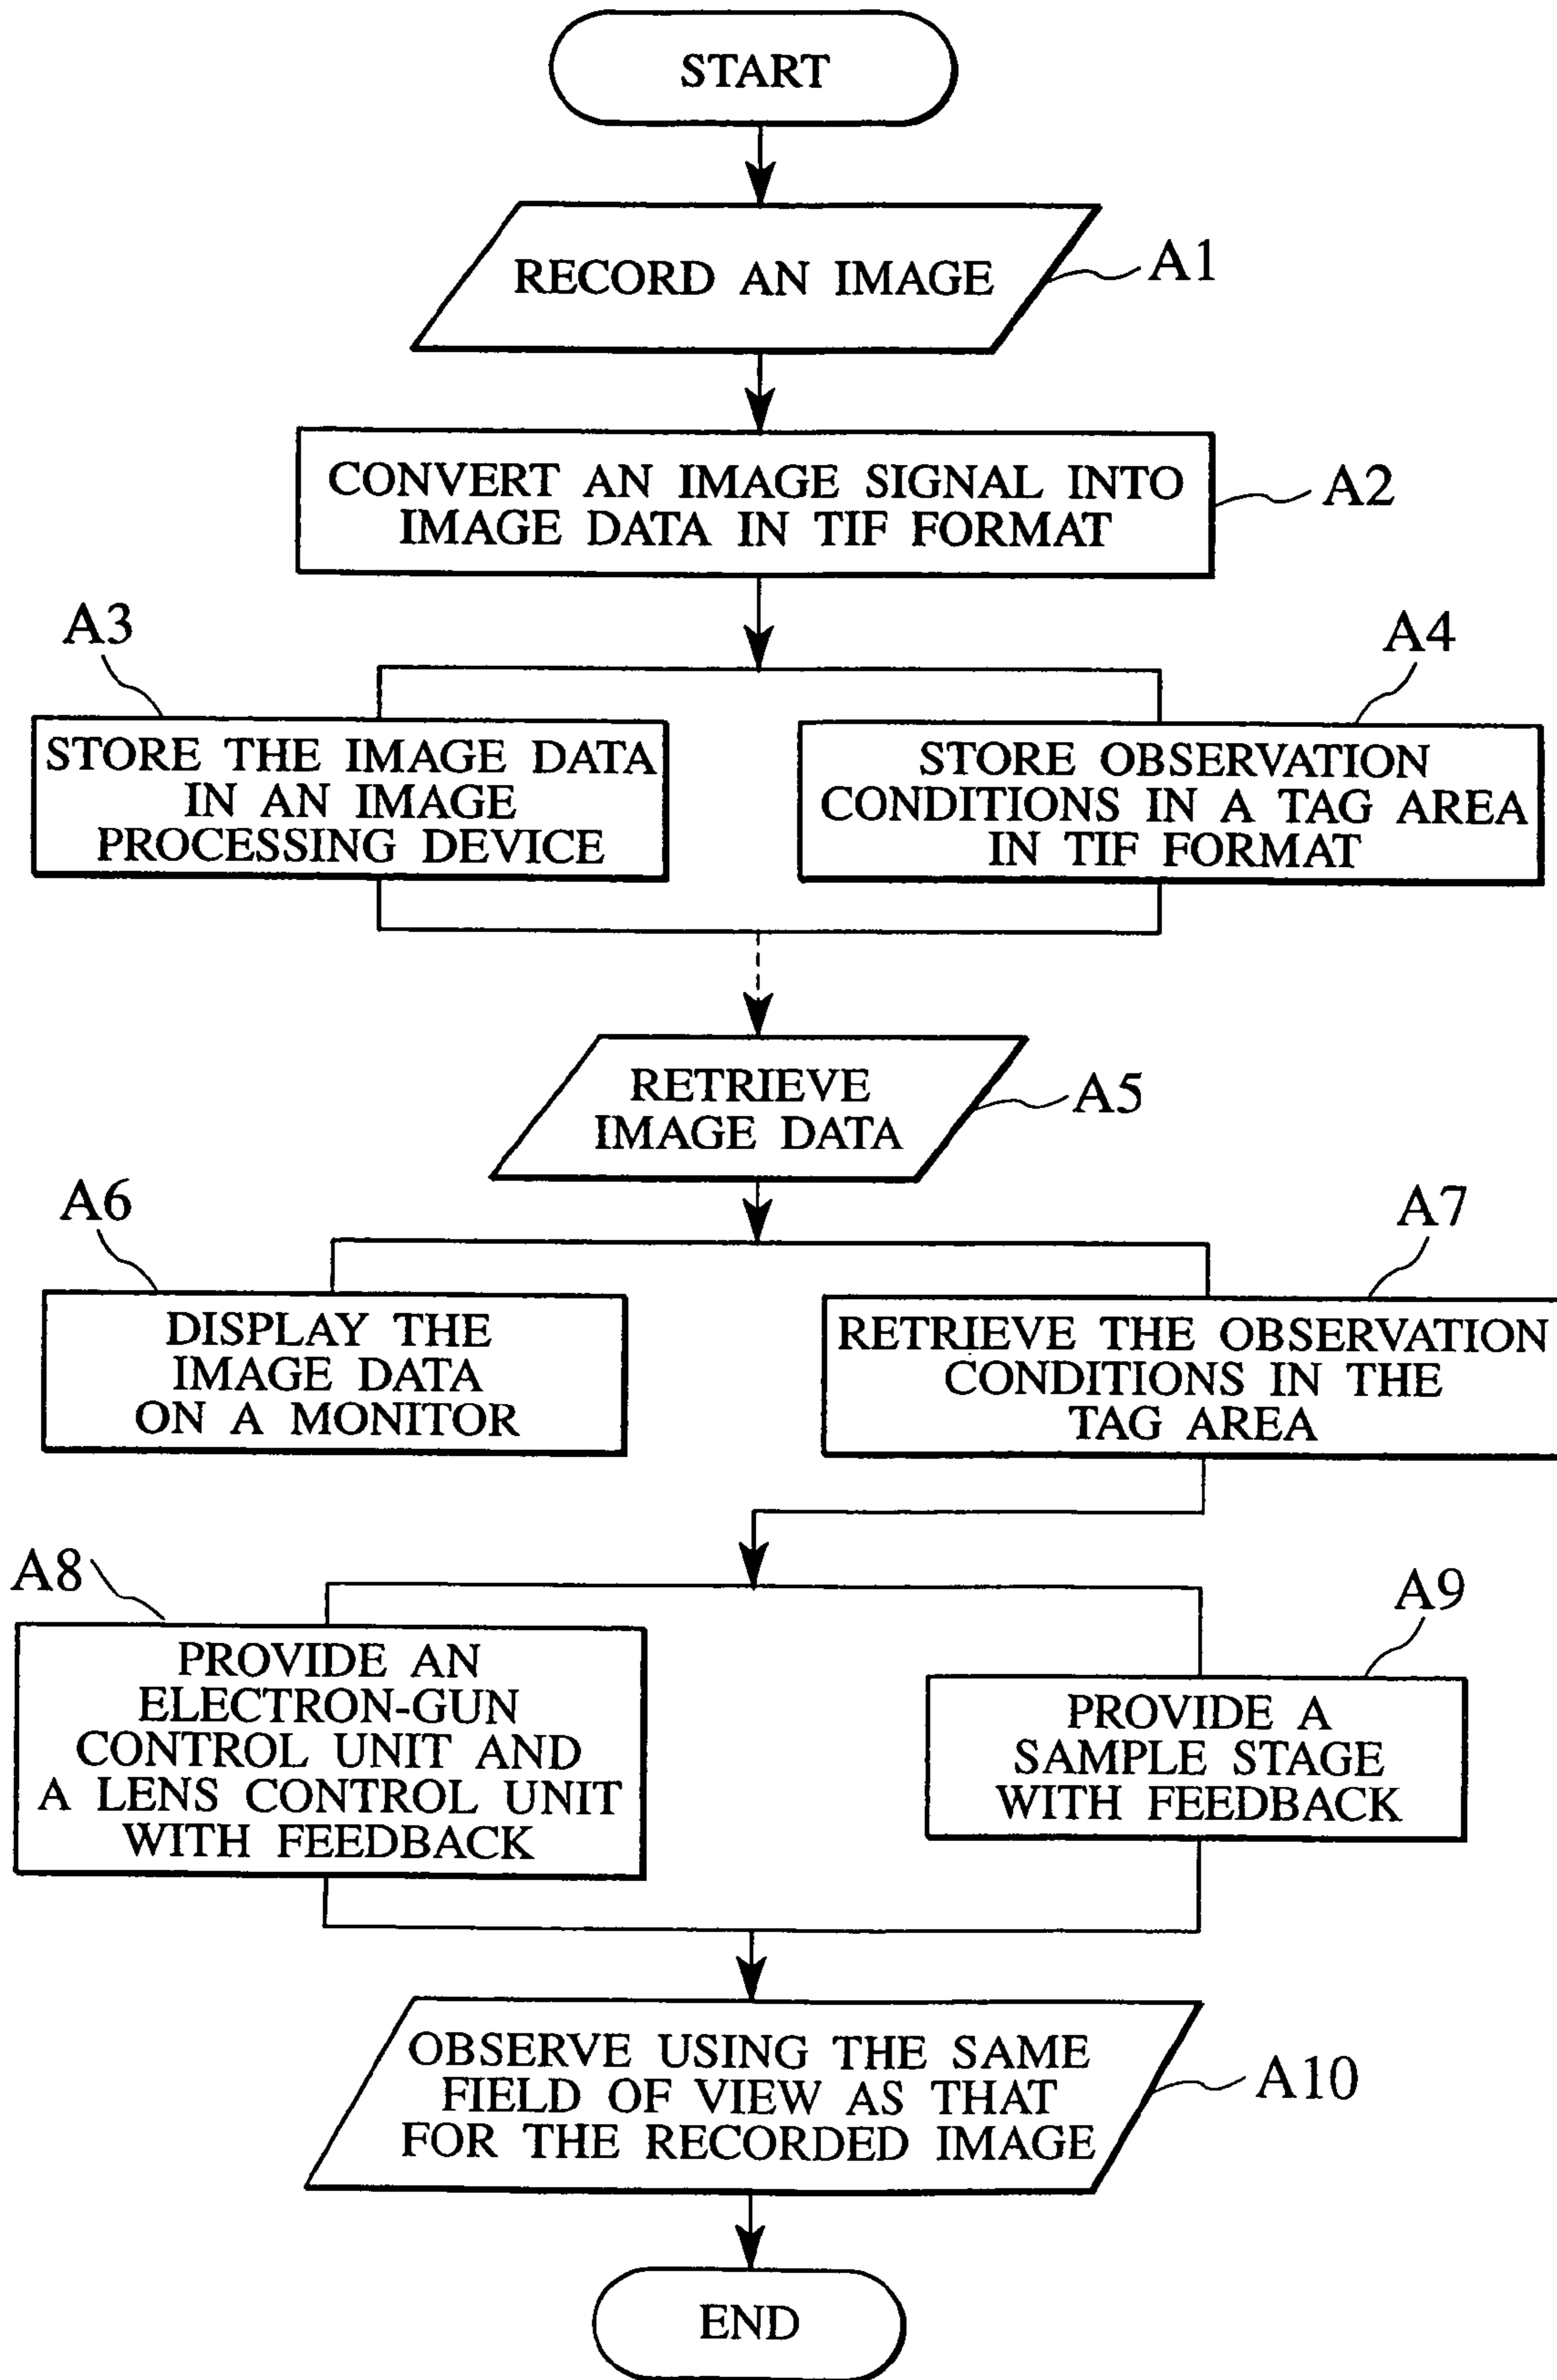 START
RECORD AN IMAGE
A1
CONVERT AN IMAGE SIGNAL INTO
IMAGE DATA IN TIF FORMAT
A2
A3
STORE THE IMAGE DATA
IN AN IMAGE
PROCESSING DEVICE
A4
STORE OBSERVATION
CONDITIONS IN A TAG AREA
IN TIF FORMAT
RETRIEVE
IMAGE DATA
A5
A6
DISPLAY THE
IMAGE DATA
ON A MONITOR
A7
RETRIEVE THE OBSERVATION
CONDITIONS IN THE
TAG AREA
A8
PROVIDE AN
ELECTRON-GUN
CONTROL UNIT AND
A LENS CONTROL UNIT
WITH FEEDBACK
A9
PROVIDE A
SAMPLE STAGE
WITH FEEDBACK
OBSERVE USING THE SAME
FIELD OF VIEW AS THAT
FOR THE RECORDED IMAGE
A10
END